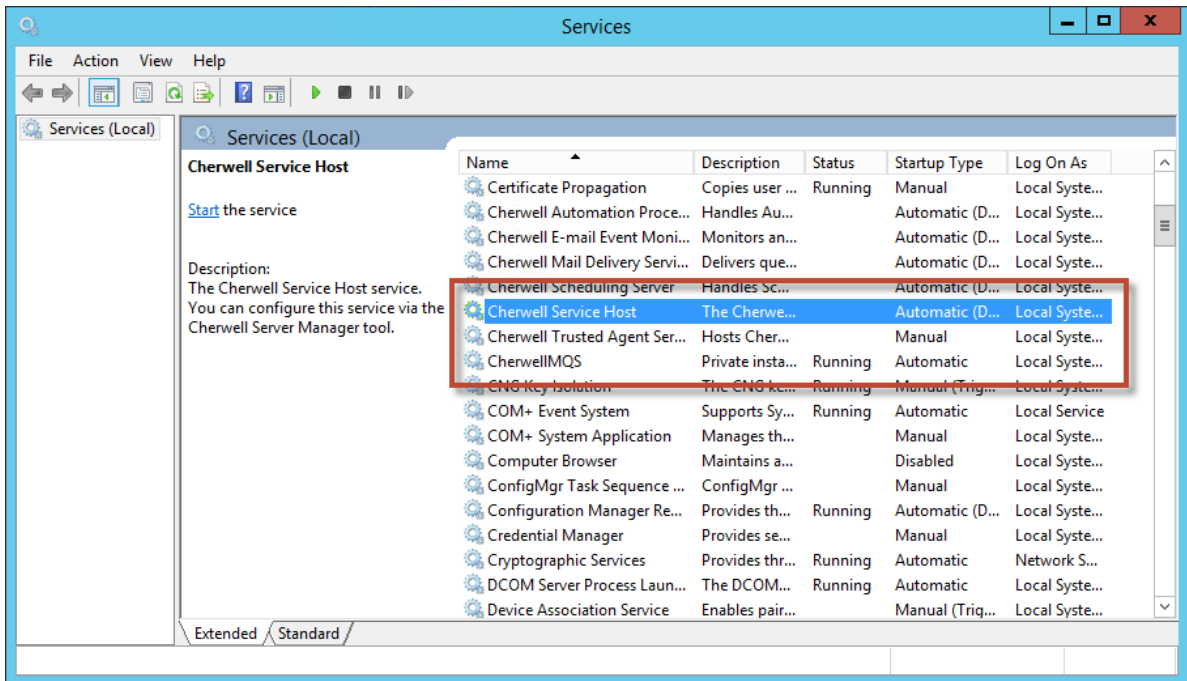 Services
File Action View Help
Services (Local)
Services (Local)
Cherwell Service Host
Start the service
Description:
The Cherwell Service Host service.
You can configure this service via the
Cherwell Server Manager tool.
Name Description Status Startup Type Log On As
Certificate Propagation Copies user ... Running Manual Local Syste...
Cherwell Automation Proce... Handles Au... Automatic (D... Local Syste...
Cherwell E-mail Event Moni... Monitors an... Automatic (D... Local Syste...
Cherwell Mail Delivery Servi... Delivers que... Automatic (D... Local Syste...
Cherwell Scheduling Server Handles Sc... Automatic (D... Local Syste...
Cherwell Service Host The Cherwe... Automatic (D... Local Syste...
Cherwell Trusted Agent Ser... Hosts Cher... Manual Local Syste...
CherwellMQS Private insta... Running Automatic Local Syste...
CNG Key Isolation The CNG ke... Running Manual (Trig... Local Syste...
COM+ Event System Supports Sy... Running Automatic Local Service
COM+ System Application Manages th... Manual Local Syste...
Computer Browser Maintains a... Disabled Local Syste...
ConfigMgr Task Sequence ... ConfigMgr ... Manual Local Syste...
Configuration Manager Re... Provides th... Running Automatic (D... Local Syste...
Credential Manager Provides se... Manual Local Syste...
Cryptographic Services Provides thr... Running Automatic Network S...
DCOM Server Process Laun... The DCOM... Running Automatic Local Syste...
Device Association Service Enables pair... Manual (Trig... Local Syste...
Extended Standard